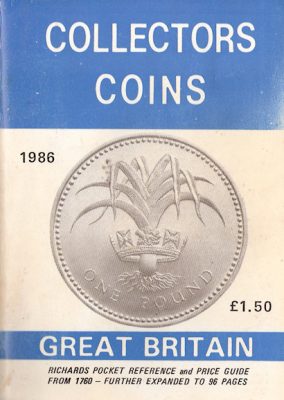 COLLECTORS
COINS
1986
ONE POUND
£1.50
GREAT BRITAIN
RICHARDS POCKET REFERENCE and PRICE GUIDE
FROM 1760 – FURTHER EXPANDED TO 96 PAGES